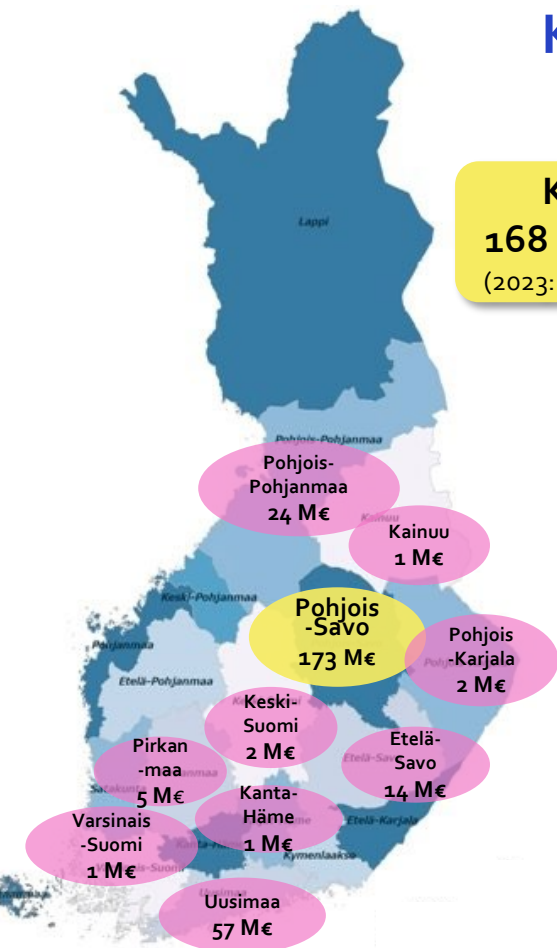 K
K
168
(2023:
Lappi
Pohjois-Pohjanmaa
Pohjois-
Pohjanmaa
24 M€
Kainuu
Kainuu
1 M€
Keski-Pohjanmaa
Pohjois
-Savo
173 M€
Pohjanmaa
Pohjois
-Karjala
2 M€
Etelä-Pohjanmaa
Keski-
Suomi
2 M€
Etelä-
Savo
14 M€
Pirkan
-maa
5 M€
Satakunta
Kanta-
Häme
1 M€
Etelä-Karjala
Varsinais
-Suomi
1 M€
Kymenlaakso
Uusimaa
Uusimaa
57 M€